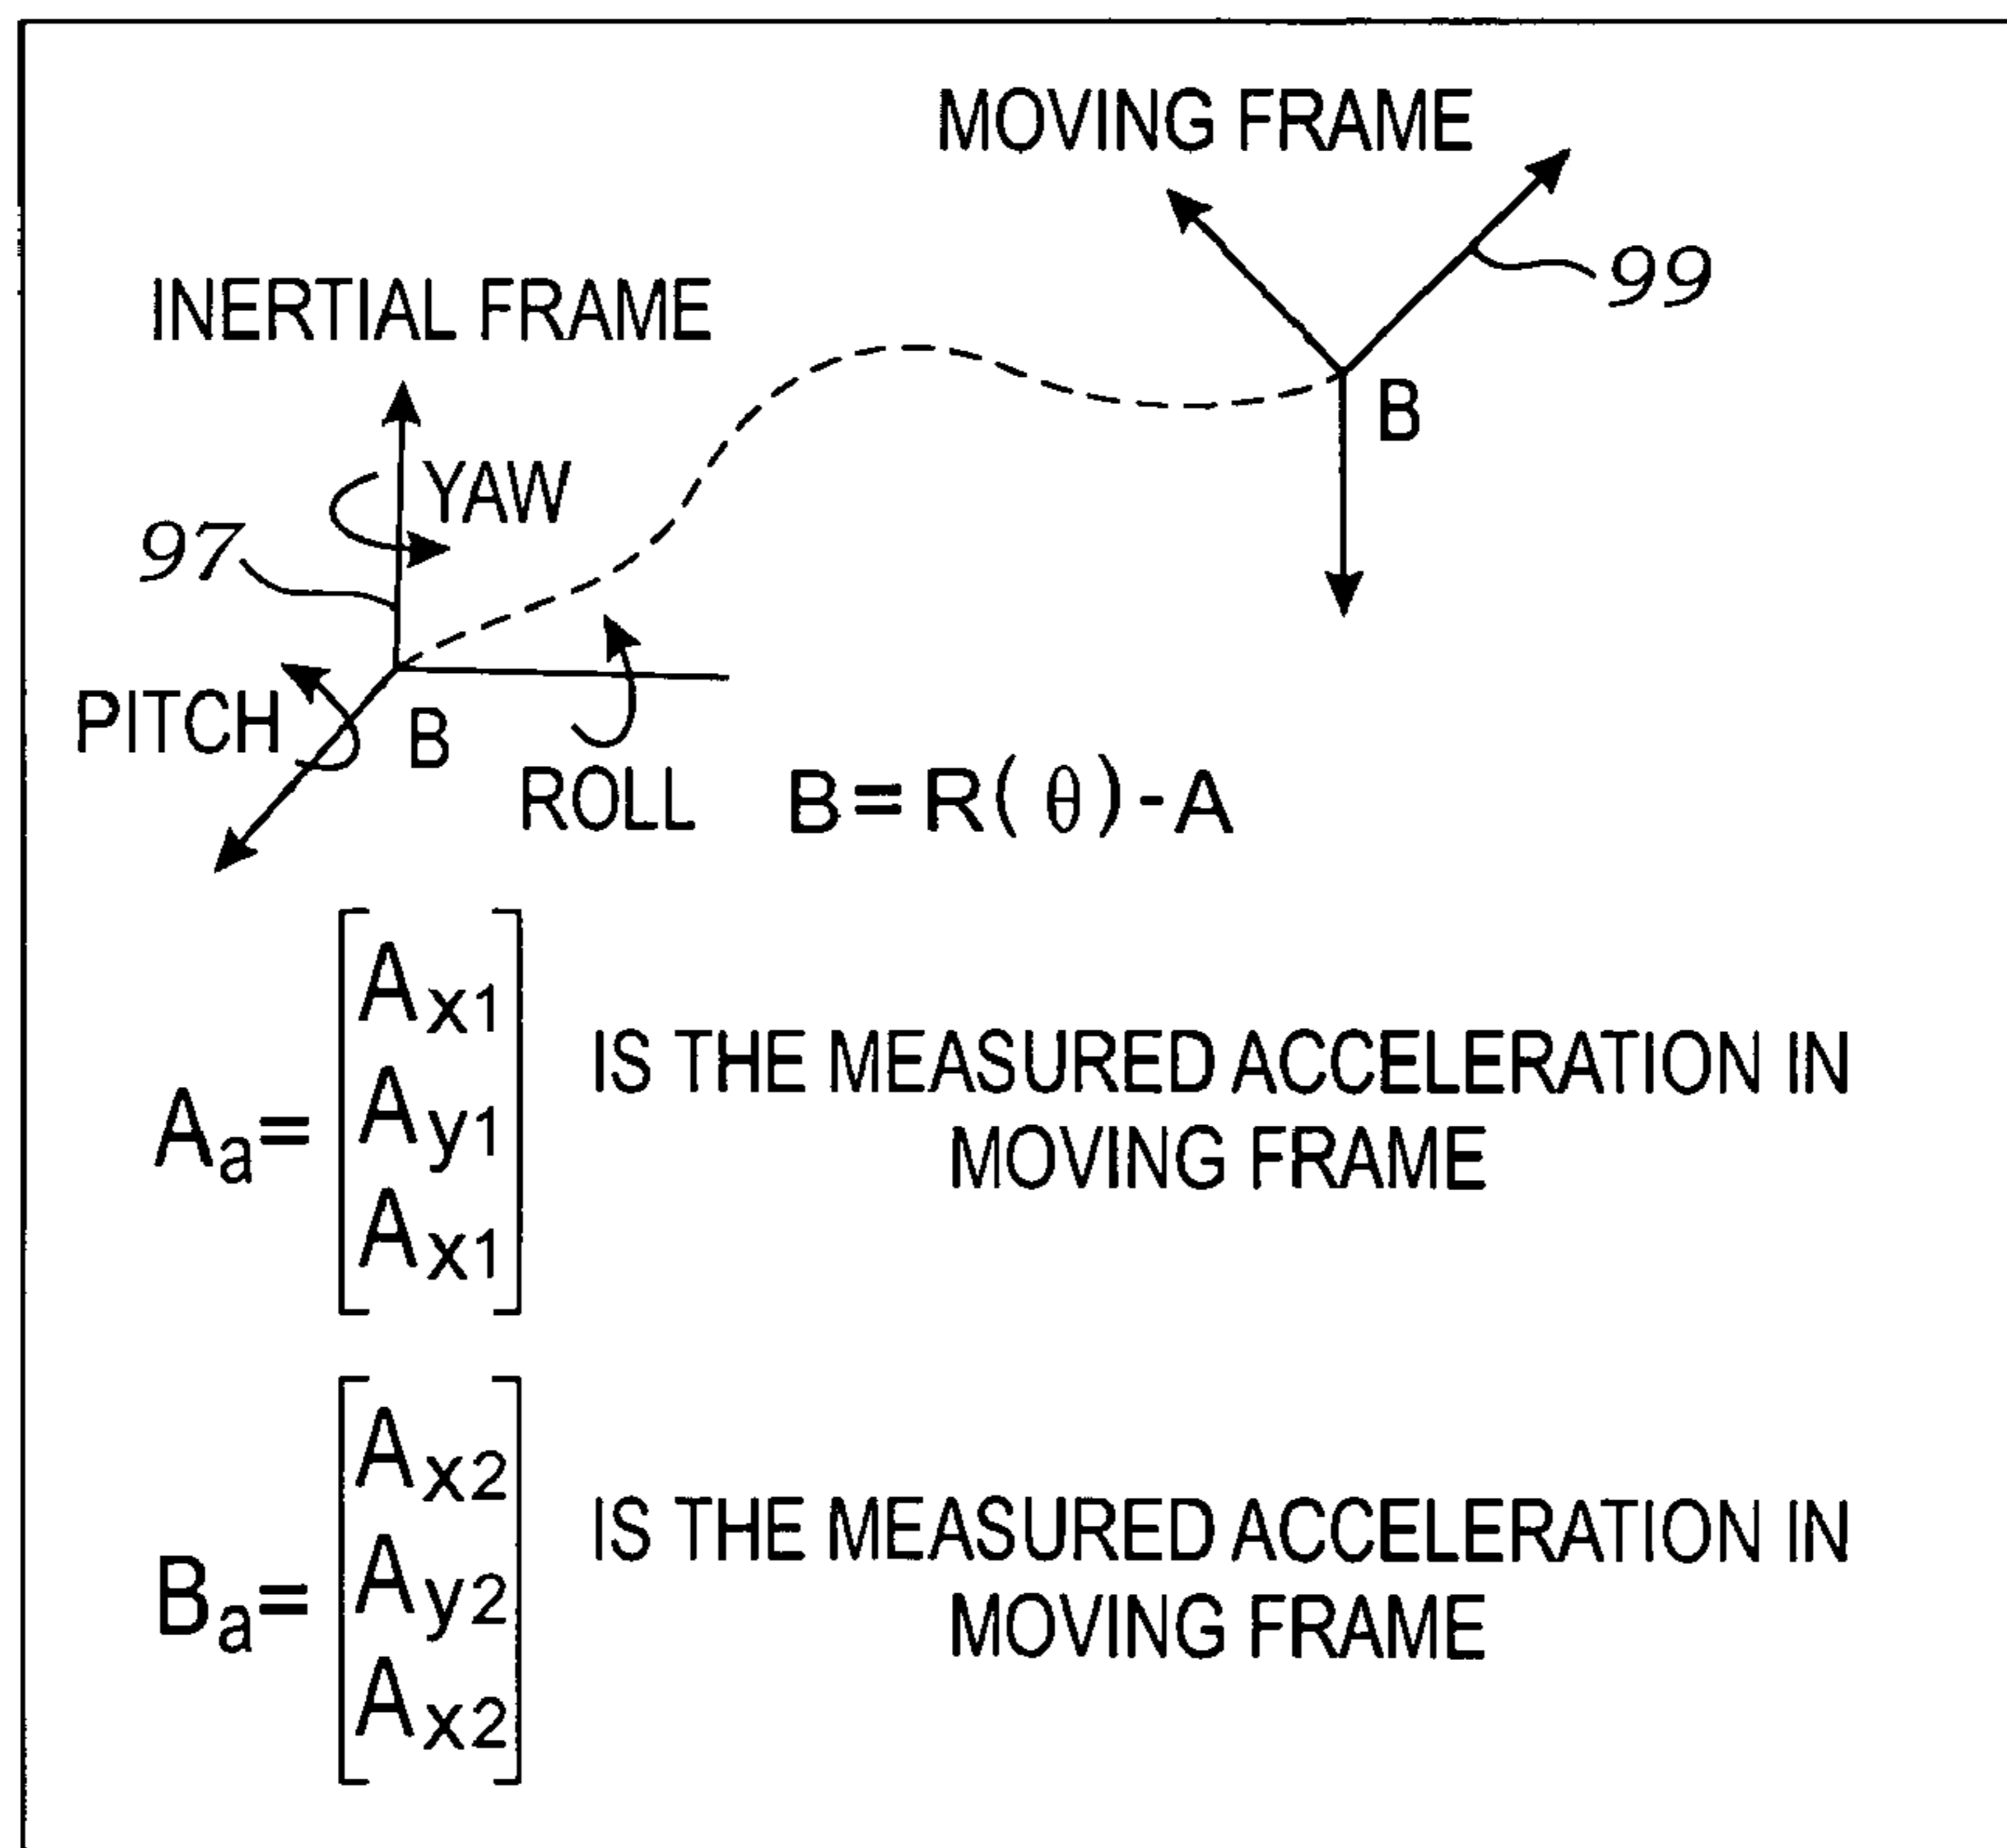 MOVING FRAME
99
INERTIAL FRAME
B
YAW
97
PITCH
B
ROLL
B=R(θ)-A
Aa= [Ax1 Ay1 Ax1] IS THE MEASURED ACCELERATION IN
MOVING FRAME
Ba= [Ax2 Ay2 Ax2] IS THE MEASURED ACCELERATION IN
MOVING FRAME